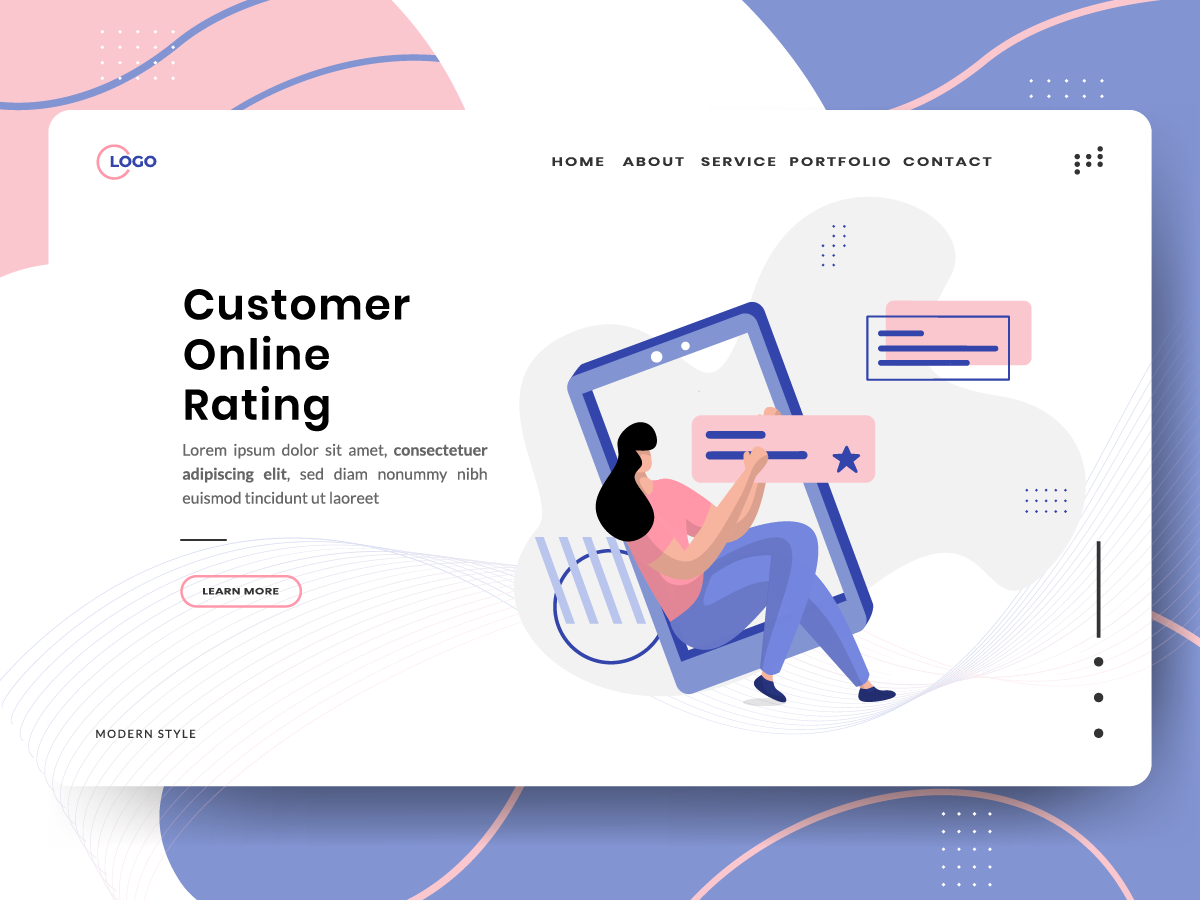 LOGO
HOME ABOUT SERVICE PORTFOLIO CONTACT
Customer
Online
Rating
Lorem ipsum dolor sit amet, consectetuer
adipiscing elit, sed diam nonummy nibh
euismod tincidunt ut laoreet
LEARN MORE
MODERN STYLE